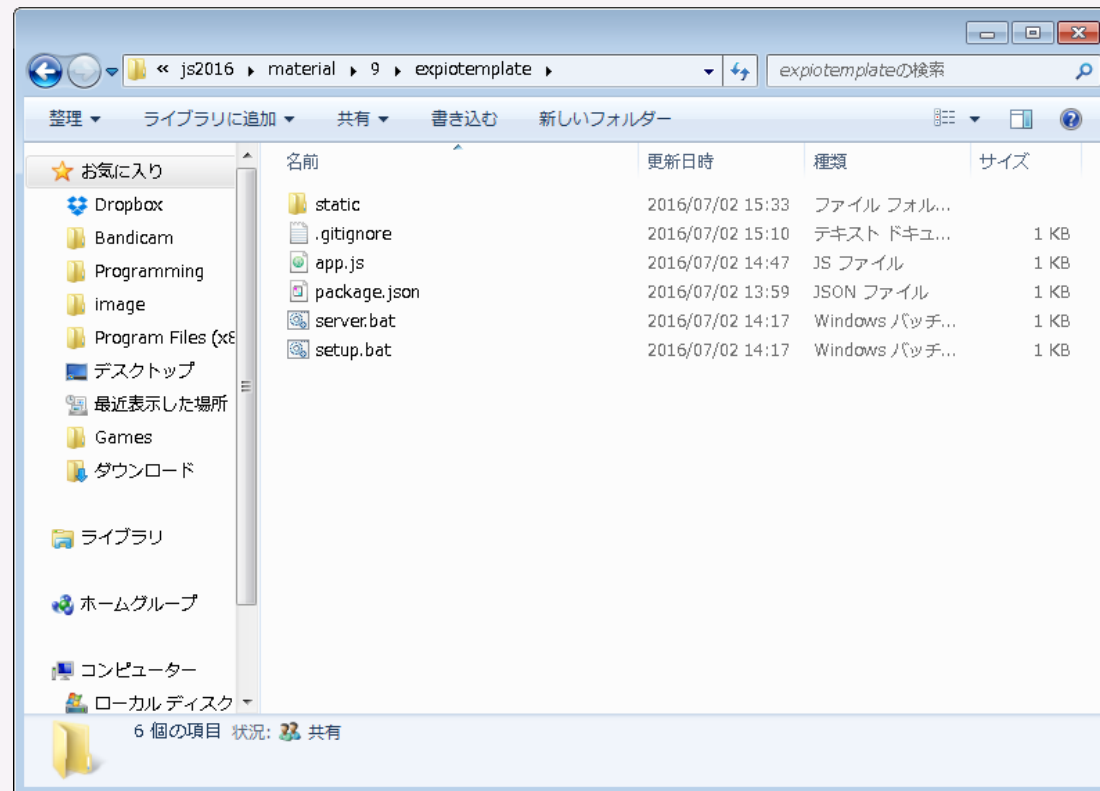 « js2016 ▸ material ▸ 9 ▸ expiotemplate ▸
expiotemplateの検索
整理 ライブラリに追加 共有 書き込む 新しいフォルダー
お気に入り
Dropbox
Bandicam
Programming
image
Program Files (x8
デスクトップ
最近表示した場所
Games
ダウンロード
ライブラリ
ホームグループ
コンピューター
ローカル ディスク
名前 更新日時 種類 サイズ
static 2016/07/02 15:33 ファイル フォル...
.gitignore 2016/07/02 15:10 テキスト ドキュ... 1 KB
app.js 2016/07/02 14:47 JS ファイル 1 KB
package.json 2016/07/02 13:59 JSON ファイル 1 KB
server.bat 2016/07/02 14:17 Windows バッチ... 1 KB
setup.bat 2016/07/02 14:17 Windows バッチ... 1 KB
6 個の項目 状況: 共有